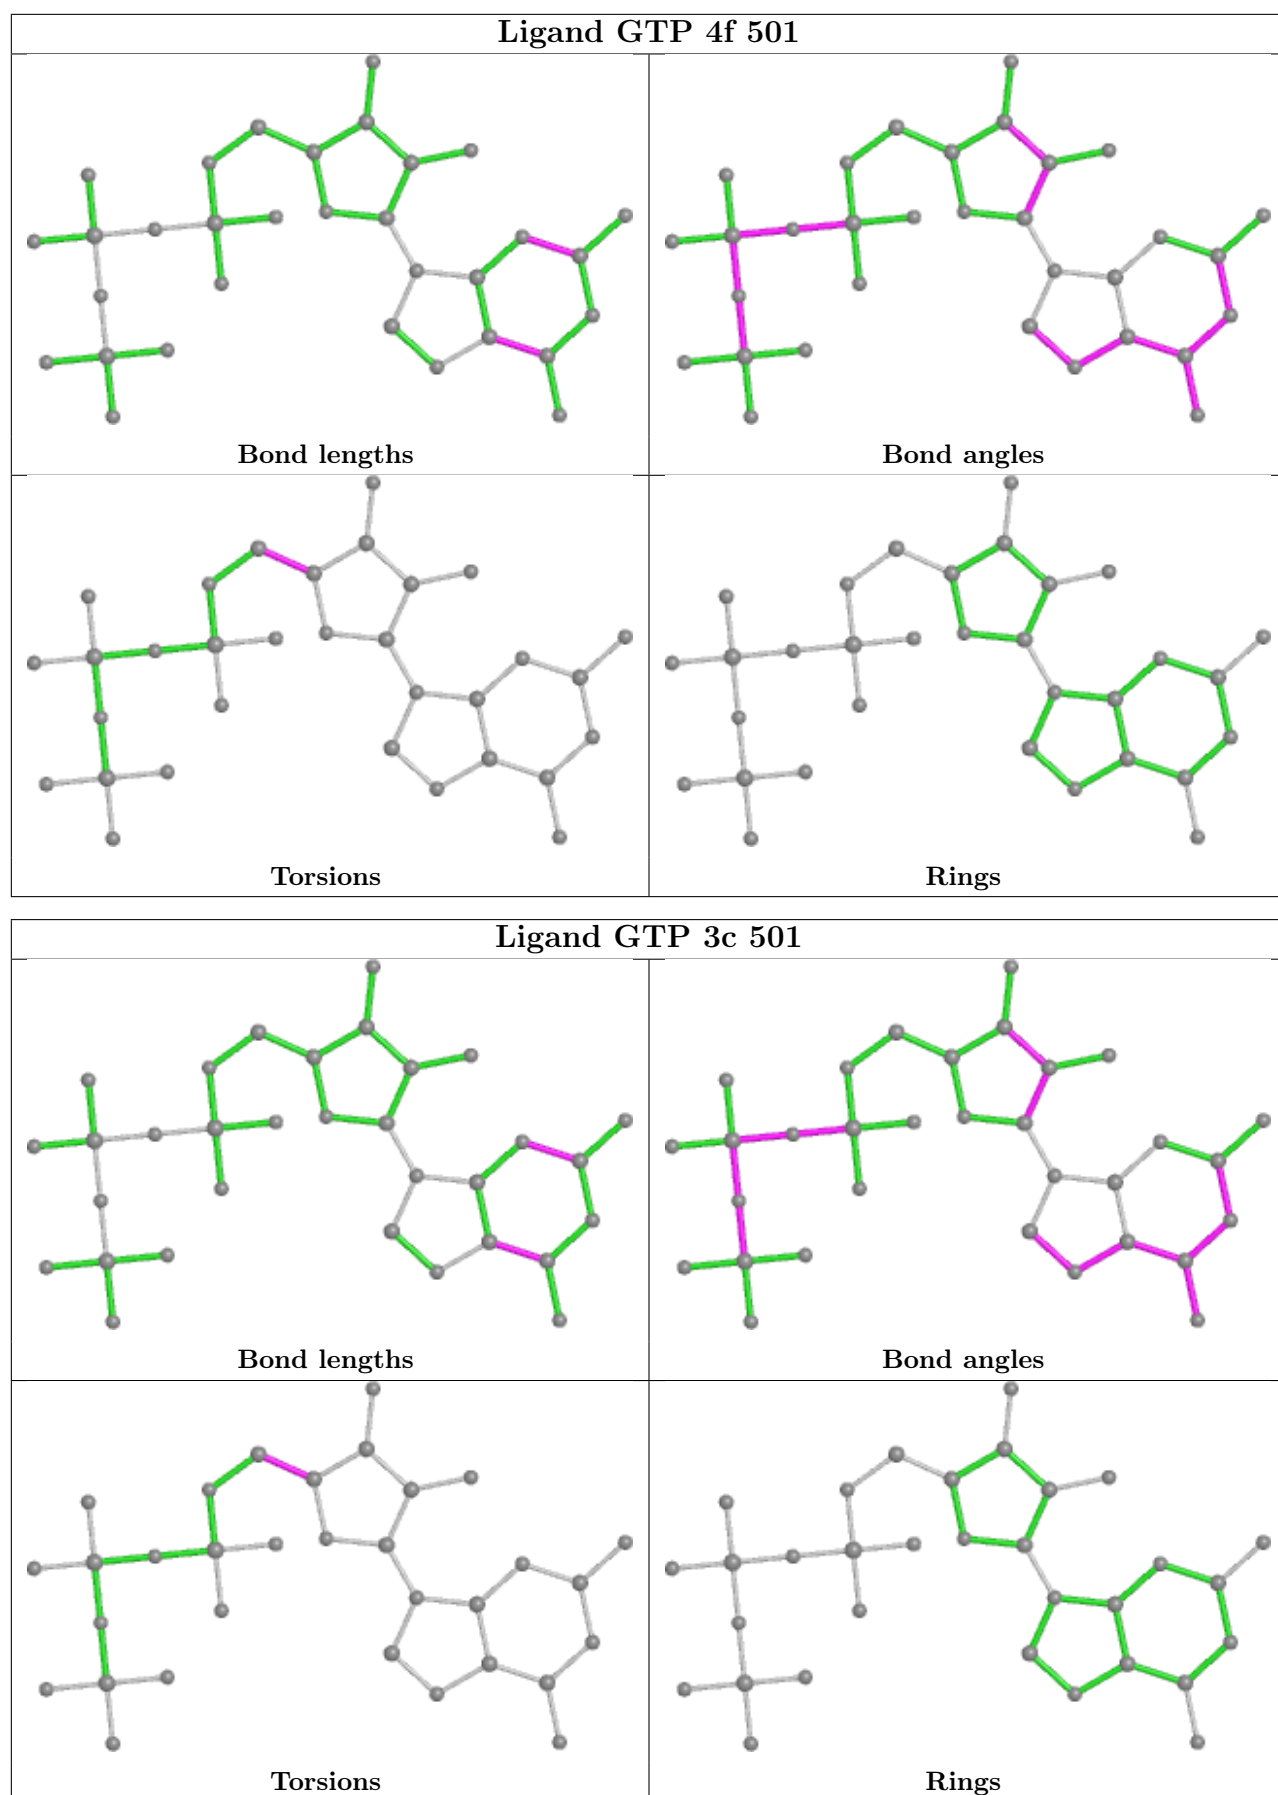 Ligand GTP 4f 501
Bond lengths
Bond angles
Torsions
Rings
Ligand GTP 3c 501
Bond lengths
Bond angles
Torsions
Rings